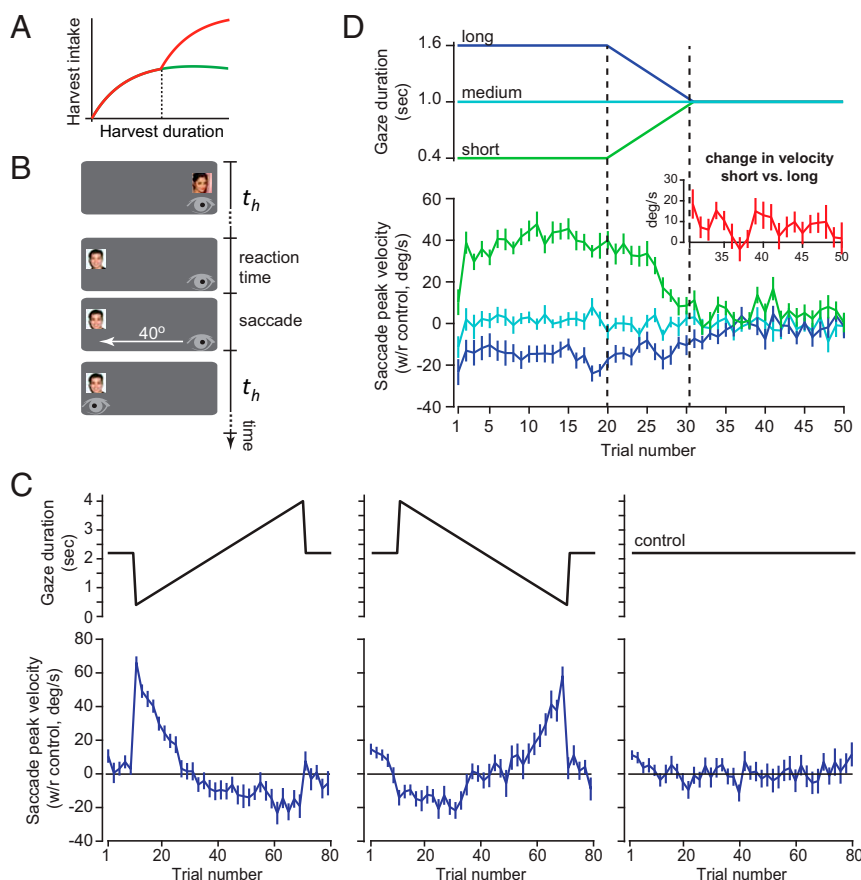 A
Harvest intake
Harvest duration
B
t_h
reaction
time
40°
saccade
t_h
time
D
Gaze duration
(sec)
1.6
1.0
0.4
long
medium
short
change in velocity
short vs. long
deg/s
30
20
10
0
35
40
45
50
Saccade peak velocity
(w/r control, deg/s)
60
40
20
0
-20
-40
1
5
10
15
20
25
30
35
40
45
50
Trial number
C
Gaze duration
(sec)
4
3
2
1
0
control
Saccade peak velocity
(w/r control, deg/s)
80
60
40
20
0
-20
-40
1
20
40
60
80
Trial number
1
20
40
60
80
Trial number
1
20
40
60
80
Trial number